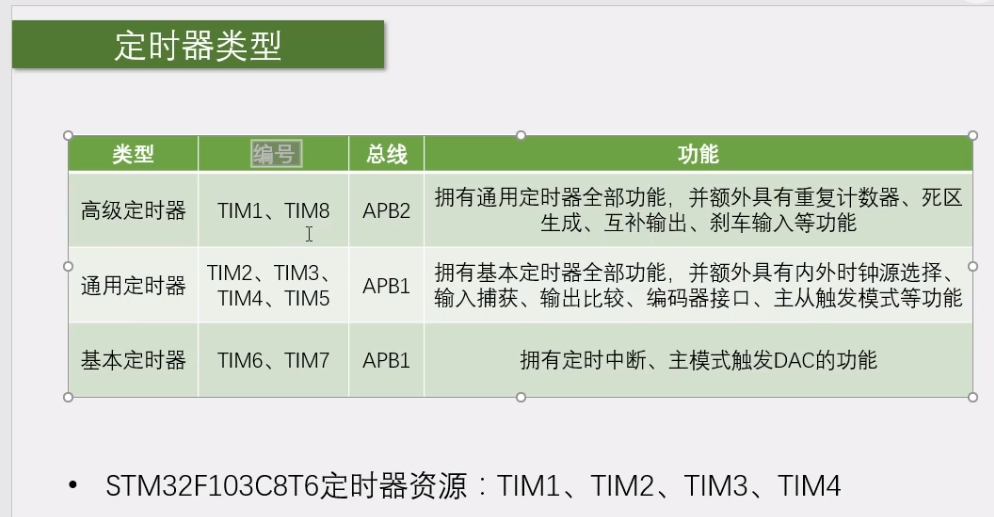 定时器类型
类型 编号 总线 功能
高级定时器 TIM1、TIM8 APB2 拥有通用定时器全部功能，并额外具有重复计数器、死区
生成、互补输出、刹车输入等功能
通用定时器 TIM2、TIM3、
TIM4、TIM5 APB1 拥有基本定时器全部功能，并额外具有内外时钟源选择、
输入捕获、输出比较、编码器接口、主从触发模式等功能
基本定时器 TIM6、TIM7 APB1 拥有定时中断、主模式触发DAC的功能
• STM32F103C8T6定时器资源：TIM1、TIM2、TIM3、TIM4